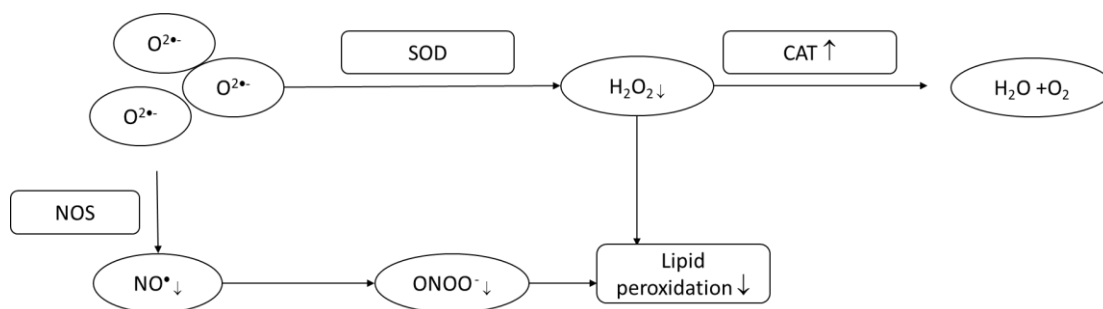 O²•-
SOD
CAT ↑
O²•-
H₂O₂↓
H₂O +O₂
O²•-
NOS
NO• ↓
ONOO⁻ ↓
Lipid
peroxidation ↓